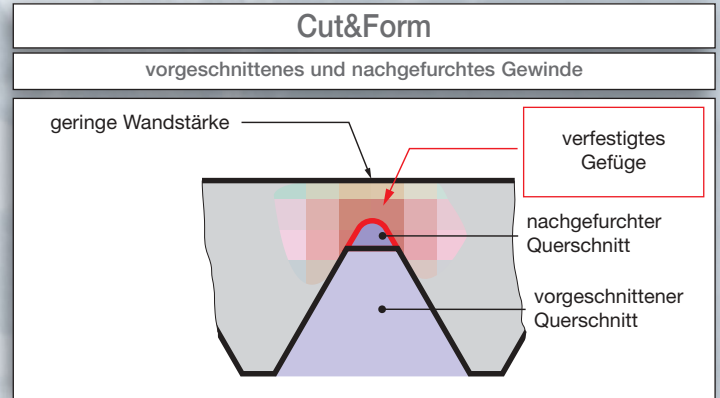 Cut&Form
vorgeschnittenes und nachgefurchtes Gewinde
geringe Wandstärke
verfestigtes
Gefüge
nachgefurchter
Querschnitt
vorgeschnittener
Querschnitt